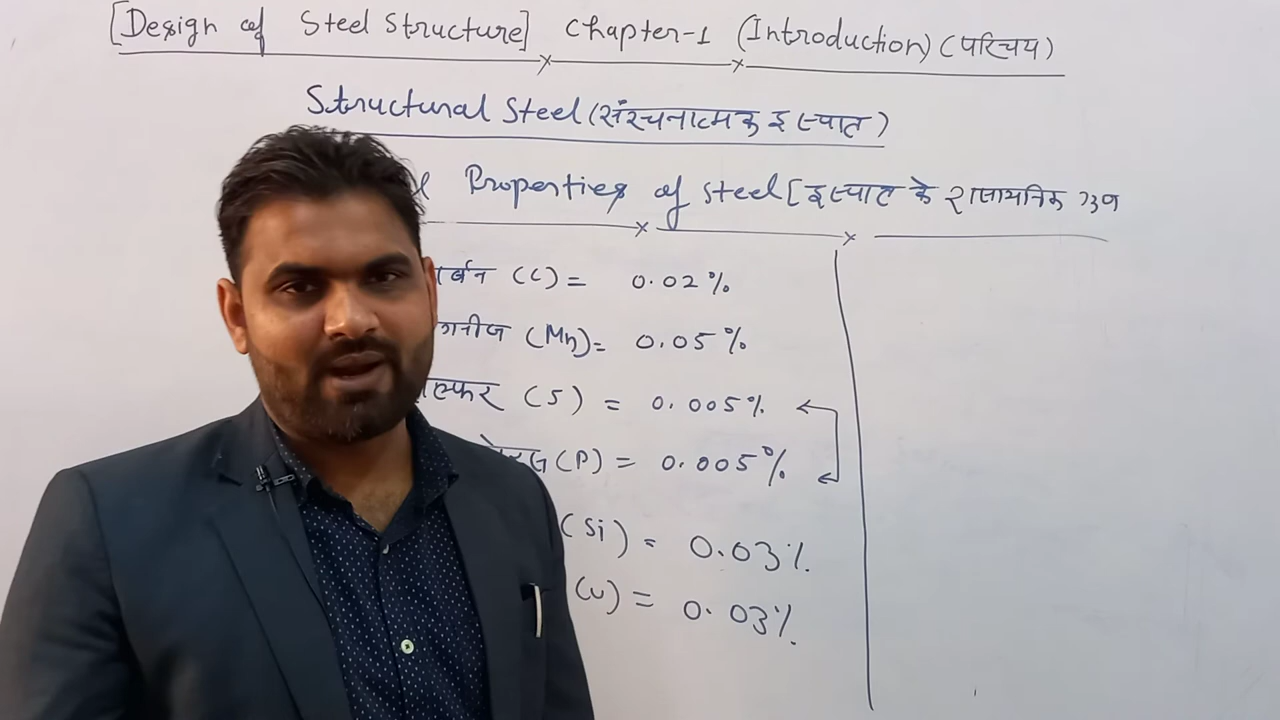 [Design of Steel Structure] Chapter-1 (Introduction) (परिचय)
Structural Steel (संरचनात्मक इस्पात)
Properties of steel [इस्पात के रासायनिक गुण
(C) = 0.02%
(Mn) = 0.05%
(S) = 0.005%
(P) = 0.005%
(Si) = 0.03%
= 0.03%